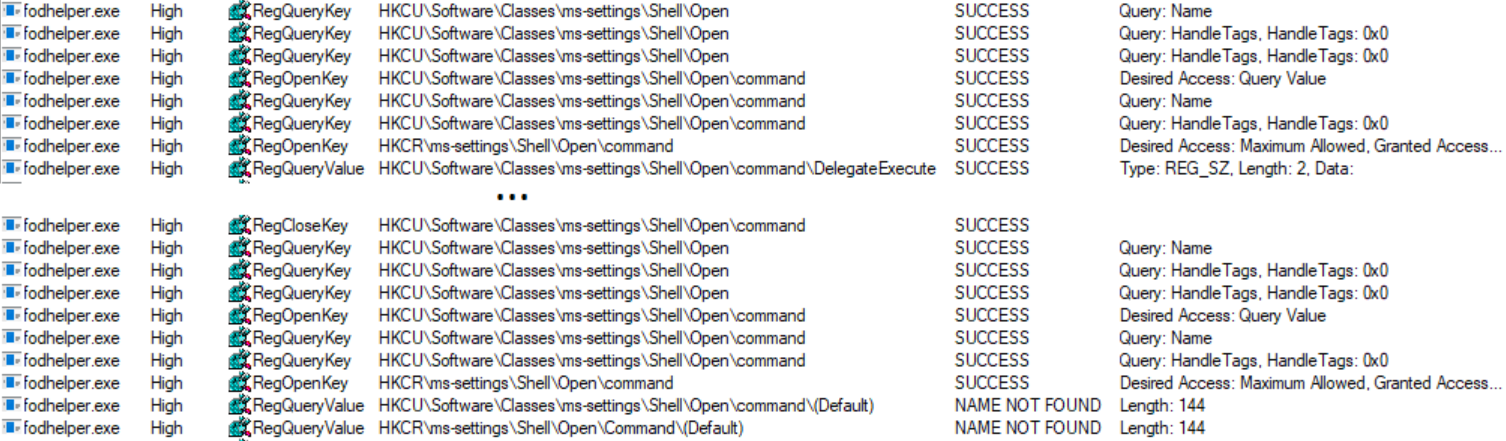 fodhelper.exe High RegQueryKey HKCU\Software\Classes\ms-settings\Shell\Open SUCCESS Query: Name
fodhelper.exe High RegQueryKey HKCU\Software\Classes\ms-settings\Shell\Open SUCCESS Query: HandleTags, HandleTags: 0x0
fodhelper.exe High RegQueryKey HKCU\Software\Classes\ms-settings\Shell\Open SUCCESS Query: HandleTags, HandleTags: 0x0
fodhelper.exe High RegOpenKey HKCU\Software\Classes\ms-settings\Shell\Open\command SUCCESS Desired Access: Query Value
fodhelper.exe High RegQueryKey HKCU\Software\Classes\ms-settings\Shell\Open\command SUCCESS Query: Name
fodhelper.exe High RegQueryKey HKCU\Software\Classes\ms-settings\Shell\Open\command SUCCESS Query: HandleTags, HandleTags: 0x0
fodhelper.exe High RegOpenKey HKCR\ms-settings\Shell\Open\command SUCCESS Desired Access: Maximum Allowed, Granted Access...
fodhelper.exe High RegQueryValue HKCU\Software\Classes\ms-settings\Shell\Open\command\DelegateExecute SUCCESS Type: REG_SZ, Length: 2, Data:
...
fodhelper.exe High RegCloseKey HKCU\Software\Classes\ms-settings\Shell\Open\command SUCCESS
fodhelper.exe High RegQueryKey HKCU\Software\Classes\ms-settings\Shell\Open SUCCESS Query: Name
fodhelper.exe High RegQueryKey HKCU\Software\Classes\ms-settings\Shell\Open SUCCESS Query: HandleTags, HandleTags: 0x0
fodhelper.exe High RegQueryKey HKCU\Software\Classes\ms-settings\Shell\Open SUCCESS Query: HandleTags, HandleTags: 0x0
fodhelper.exe High RegOpenKey HKCU\Software\Classes\ms-settings\Shell\Open\command SUCCESS Desired Access: Query Value
fodhelper.exe High RegQueryKey HKCU\Software\Classes\ms-settings\Shell\Open\command SUCCESS Query: Name
fodhelper.exe High RegQueryKey HKCU\Software\Classes\ms-settings\Shell\Open\command SUCCESS Query: HandleTags, HandleTags: 0x0
fodhelper.exe High RegOpenKey HKCR\ms-settings\Shell\Open\command SUCCESS Desired Access: Maximum Allowed, Granted Access...
fodhelper.exe High RegQueryValue HKCU\Software\Classes\ms-settings\Shell\Open\command\(Default) NAME NOT FOUND Length: 144
fodhelper.exe High RegQueryValue HKCR\ms-settings\Shell\Open\Command\(Default) NAME NOT FOUND Length: 144